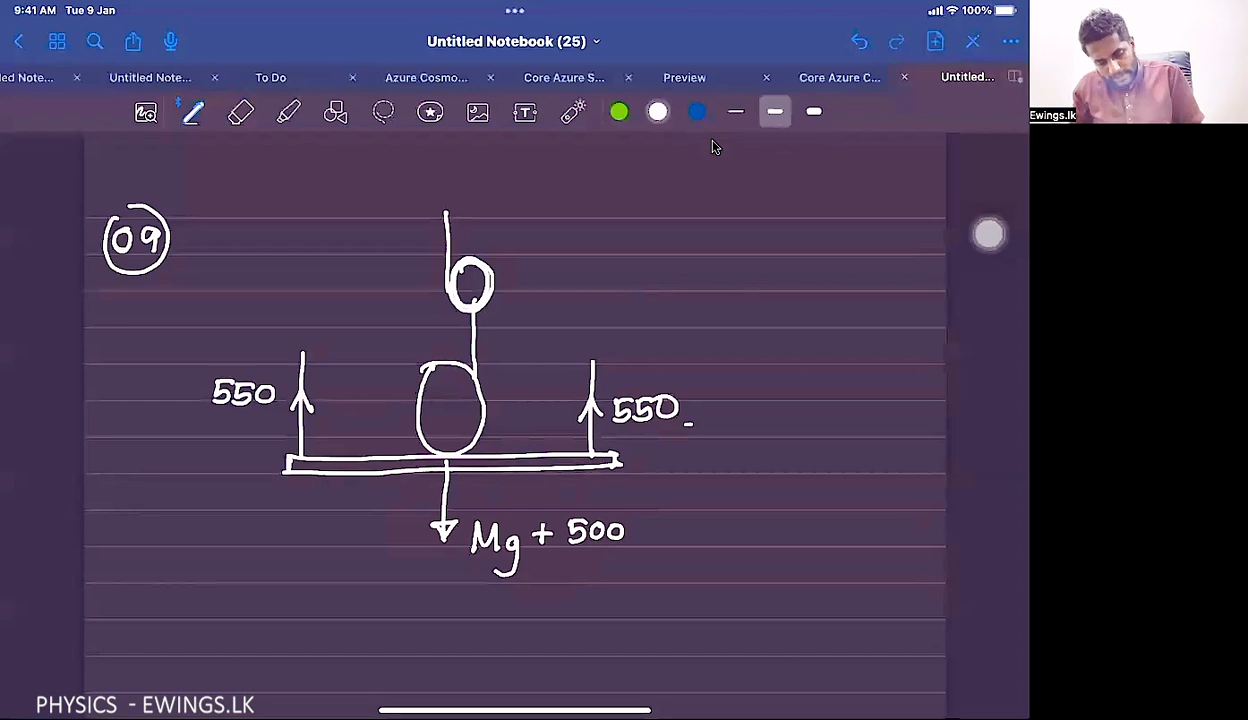 9:41 AM Tue 9 Jan
100%
Untitled Notebook (25)
led Note...
Untitled Note...
To Do
Azure Cosmo...
Core Azure S...
Preview
Core Azure C...
Untitled...
T
Ewings.lk
09
550
550
Mg + 500
PHYSICS - EWINGS.LK